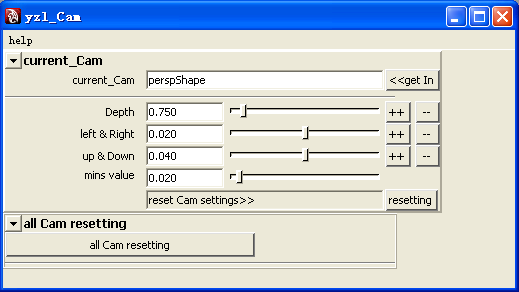 yzl_Cam
help
current_Cam
current_Cam perspShape <<get In
Depth 0.750 ++ --
left & Right 0.020 ++ --
up & Down 0.040 ++ --
mins value 0.020
reset Cam settings>> resetting
all Cam resetting
all Cam resetting